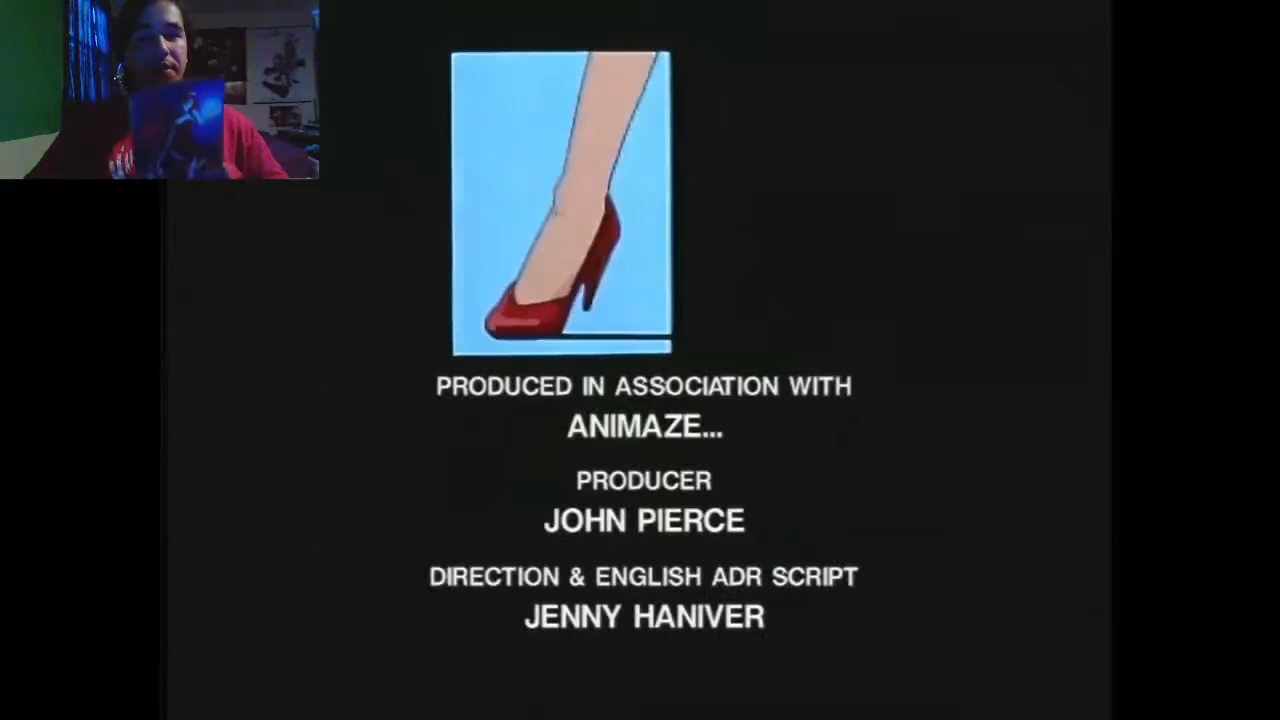 PRODUCED IN ASSOCIATION WITH
ANIMAZE...
PRODUCER
JOHN PIERCE
DIRECTION & ENGLISH ADR SCRIPT
JENNY HANIVER